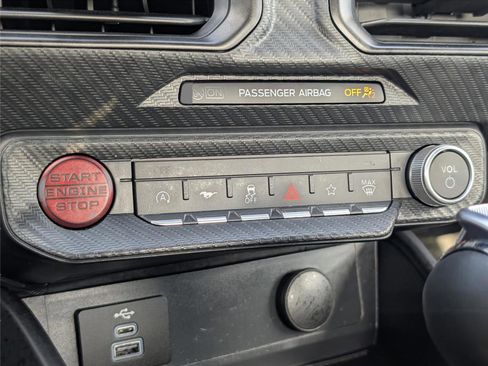 ON PASSENGER AIRBAG OFF
START
ENGINE
STOP
A
OFF
MAX
VOL